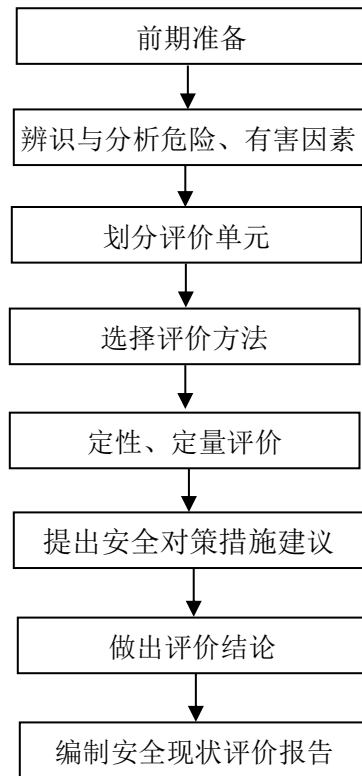 前期准备
辨识与分析危险、有害因素
划分评价单元
选择评价方法
定性、定量评价
提出安全对策措施建议
做出评价结论
编制安全现状评价报告